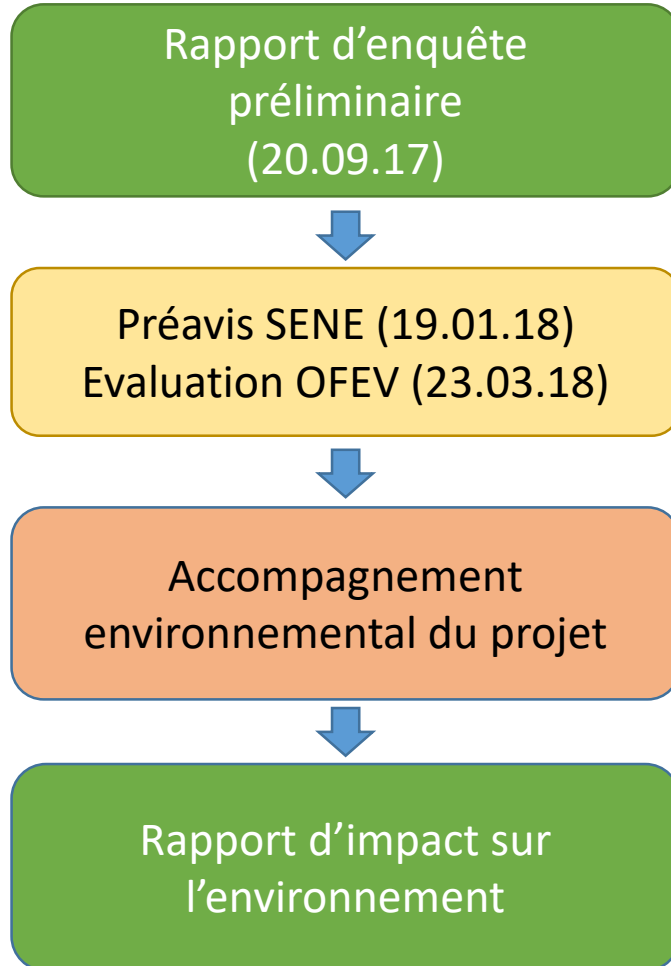 Rapport d’enquête
préliminaire
(20.09.17)
Préavis SENE (19.01.18)
Evaluation OFEV (23.03.18)
Accompagnement
environnemental du projet
Rapport d’impact sur
l’environnement